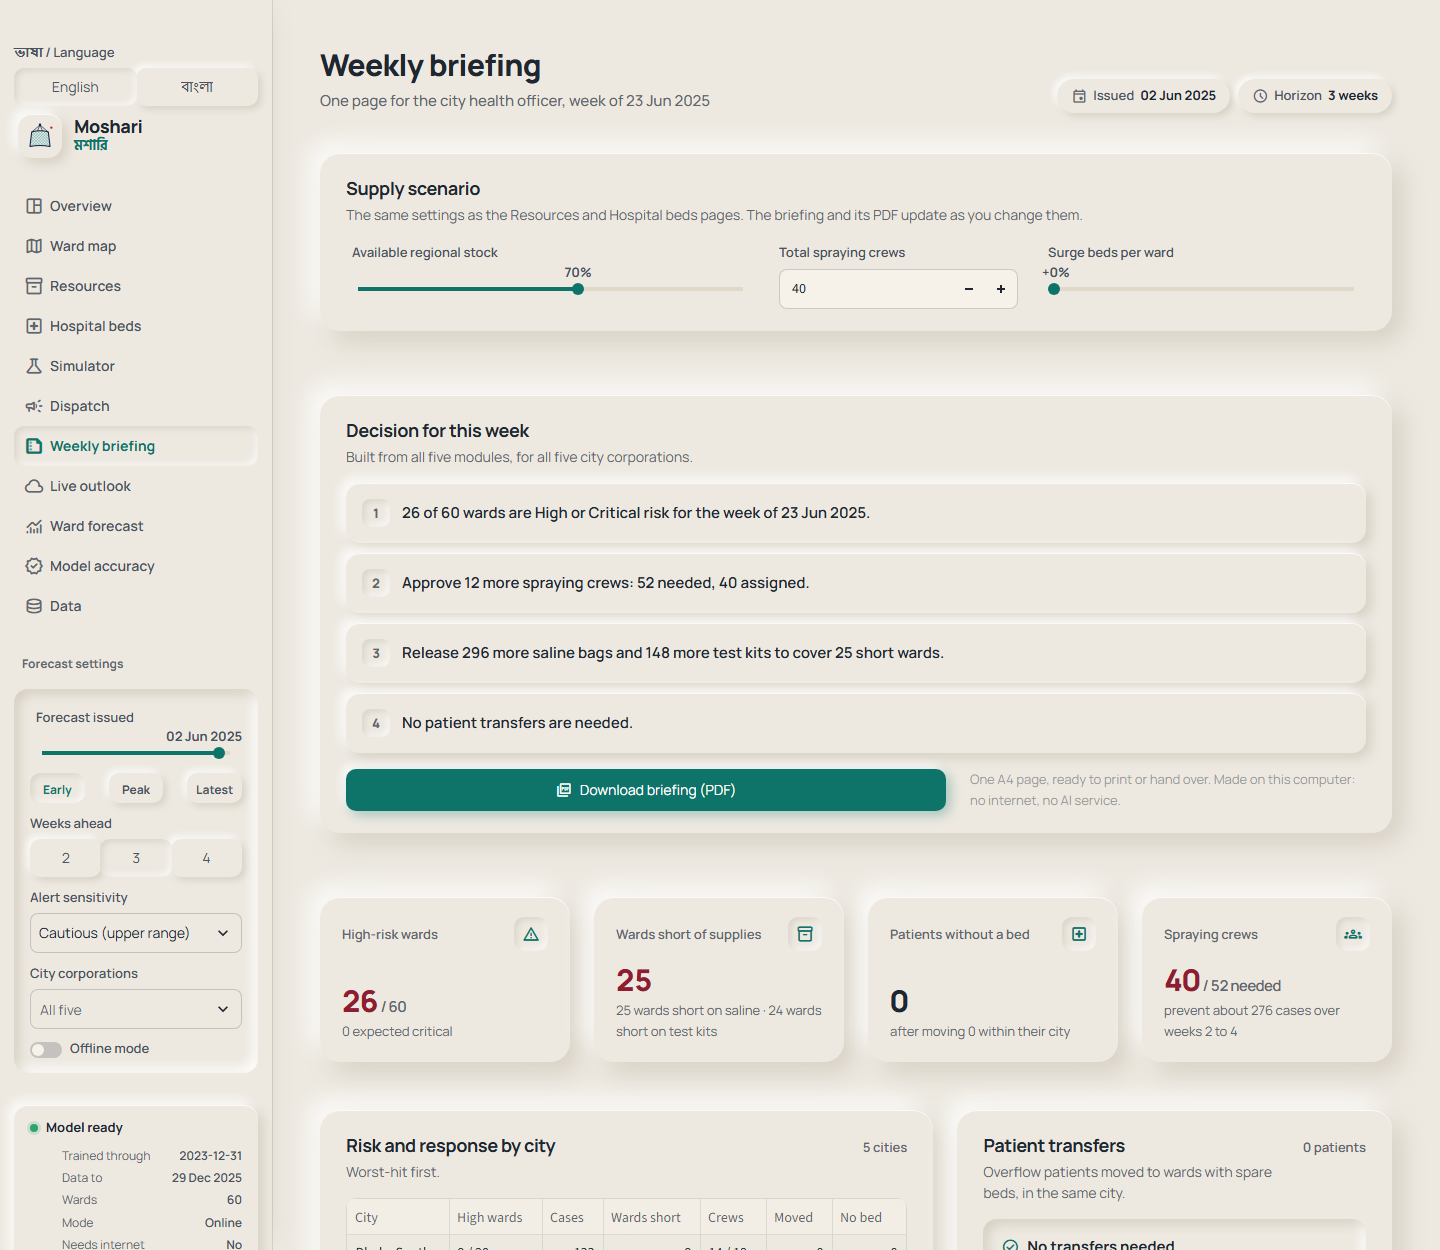 ভাষা / Language
English
বাংলা
Moshari
মশারি
Overview
Ward map
Resources
Hospital beds
Simulator
Dispatch
Weekly briefing
Live outlook
Ward forecast
Model accuracy
Data
Forecast settings
Forecast issued
02 Jun 2025
Early Peak Latest
Weeks ahead
2 3 4
Alert sensitivity
Cautious (upper range)
City corporations
All five
Offline mode
Model ready
Trained through 2023-12-31
Data to 29 Dec 2025
Wards 60
Mode Online
Needs internet No
Weekly briefing
One page for the city health officer, week of 23 Jun 2025
Issued 02 Jun 2025
Horizon 3 weeks
Supply scenario
The same settings as the Resources and Hospital beds pages. The briefing and its PDF update as you change them.
Available regional stock
70%
Total spraying crews
40
Surge beds per ward
+0%
Decision for this week
Built from all five modules, for all five city corporations.
1 26 of 60 wards are High or Critical risk for the week of 23 Jun 2025.
2 Approve 12 more spraying crews: 52 needed, 40 assigned.
3 Release 296 more saline bags and 148 more test kits to cover 25 short wards.
4 No patient transfers are needed.
Download briefing (PDF)
One A4 page, ready to print or hand over. Made on this computer:
no internet, no AI service.
High-risk wards
26 / 60
0 expected critical
Wards short of supplies
25
25 wards short on saline · 24 wards
short on test kits
Patients without a bed
0
after moving 0 within their city
Spraying crews
40 / 52 needed
prevent about 276 cases over
weeks 2 to 4
Risk and response by city
5 cities
Worst-hit first.
City High wards Cases Wards short Crews Moved No bed
Patient transfers
0 patients
Overflow patients moved to wards with spare
beds, in the same city.
No transfers needed